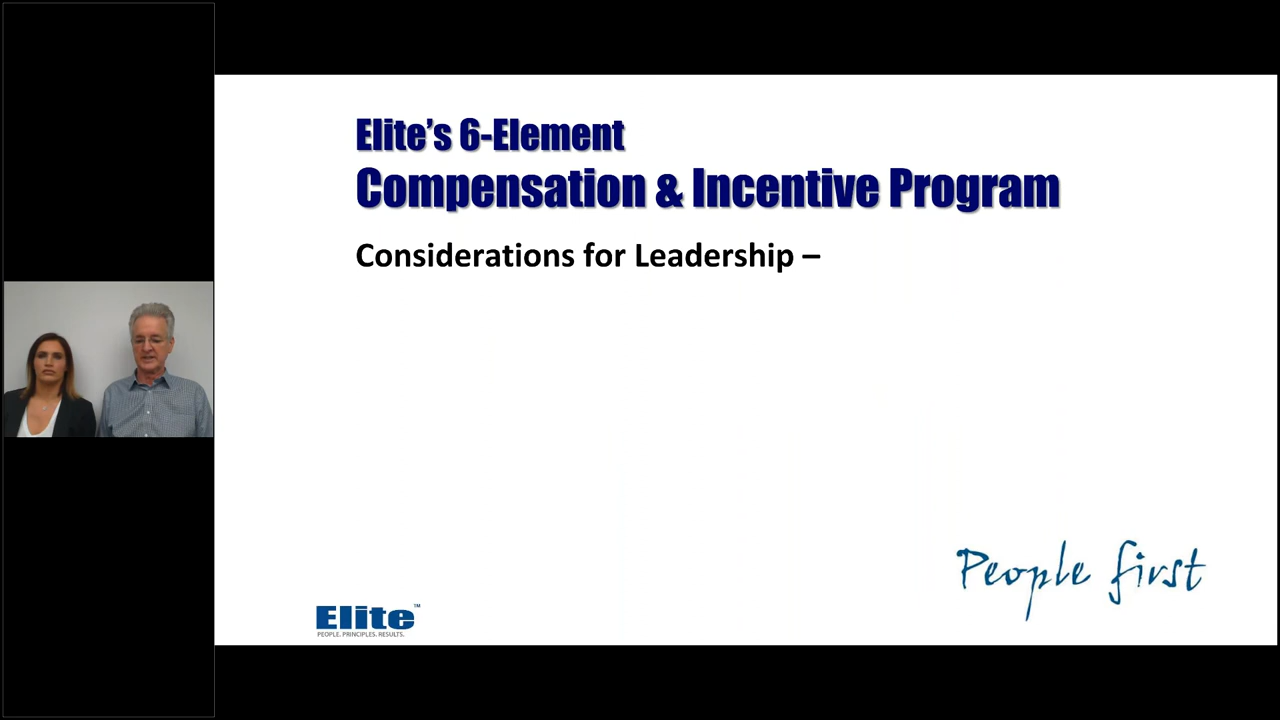 Elite’s 6-Element
Compensation & Incentive Program
Considerations for Leadership –
People first
Elite™
PEOPLE. PRINCIPLES. RESULTS.